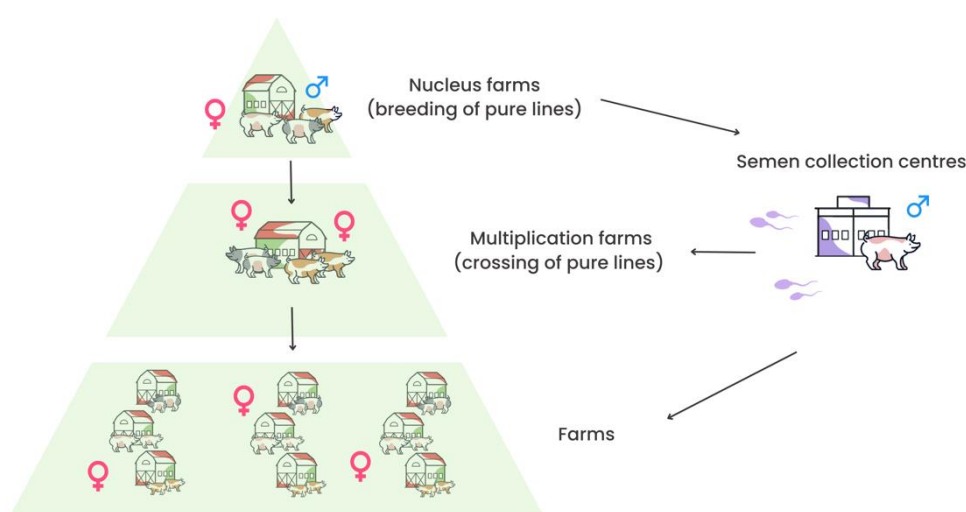 Nucleus farms
(breeding of pure lines)
Semen collection centres
Multiplication farms
(crossing of pure lines)
Farms